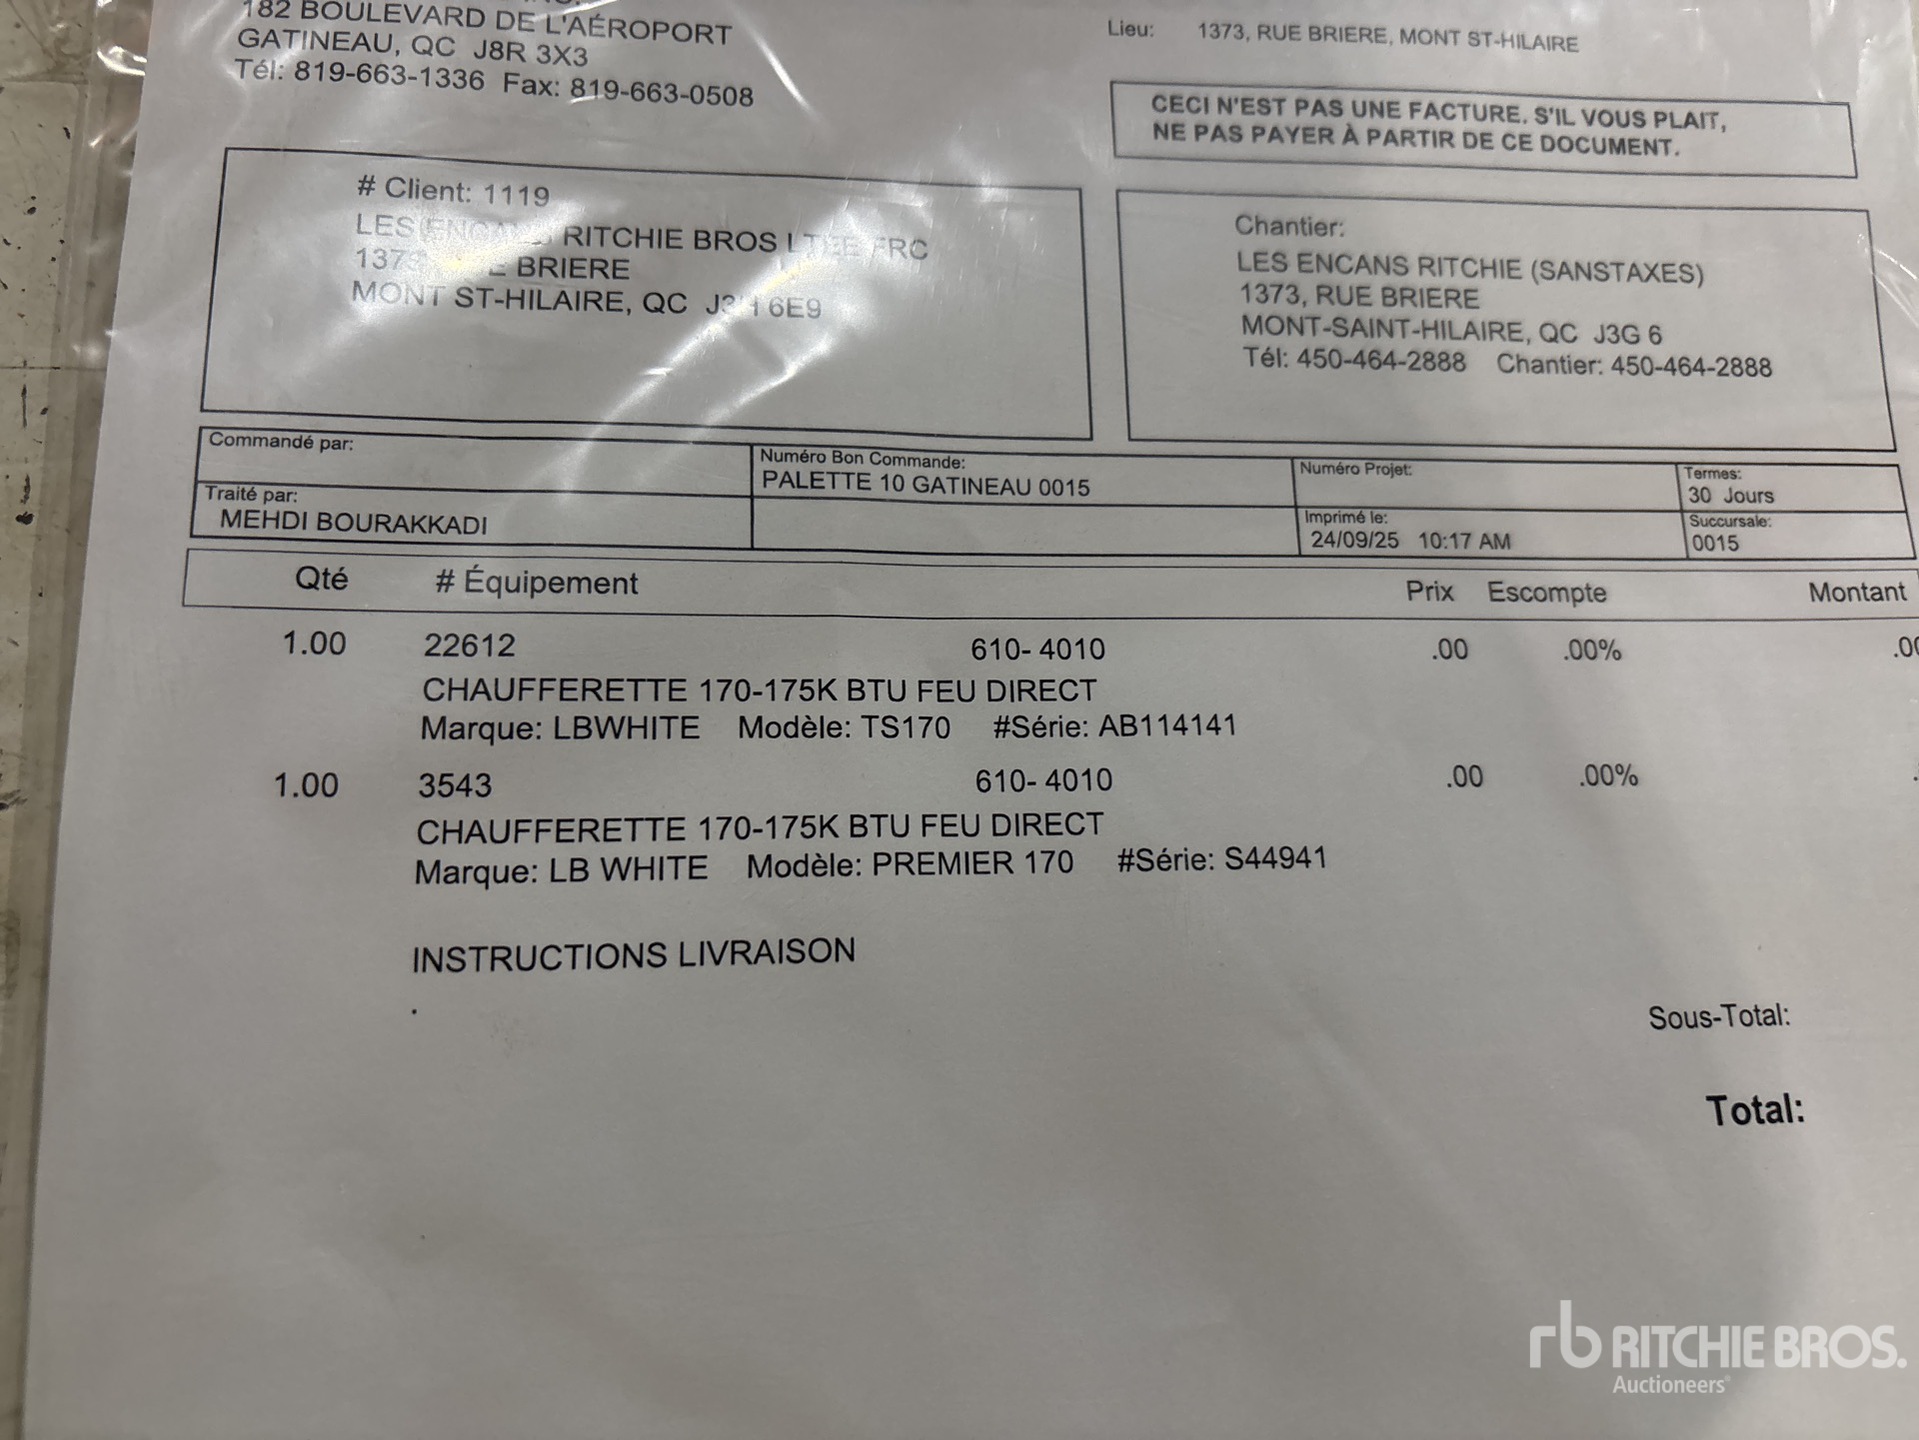 182 BOULEVARD DE L'AÉROPORT
GATINEAU, QC J8R 3X3
Tél: 819-663-1336 Fax: 819-663-0508
Lieu: 1373, RUE BRIERE, MONT ST-HILAIRE
CECI N'EST PAS UNE FACTURE. S'IL VOUS PLAIT,
NE PAS PAYER À PARTIR DE CE DOCUMENT.
# Client: 1119
LES ENCANS RITCHIE BROS LTEE FRC
1373 BRIERE
MONT ST-HILAIRE, QC 6E9
Chantier:
LES ENCANS RITCHIE (SANSTAXES)
1373, RUE BRIERE
MONT-SAINT-HILAIRE, QC J3G 6
Tél: 450-464-2888 Chantier: 450-464-2888
Commandé par:
Numéro Bon Commande:
PALETTE 10 GATINEAU 0015
Numéro Projet:
Termes:
30 Jours
Traité par:
MEHDI BOURAKKADI
Imprimé le:
24/09/25 10:17 AM
Succursale:
0015
Qté # Équipement Prix Escompte Montant
1.00 22612 610- 4010 .00 .00% .00
CHAUFFERETTE 170-175K BTU FEU DIRECT
Marque: LBWHITE Modèle: TS170 #Série: AB114141
1.00 3543 610- 4010 .00 .00% .
CHAUFFERETTE 170-175K BTU FEU DIRECT
Marque: LB WHITE Modèle: PREMIER 170 #Série: S44941
INSTRUCTIONS LIVRAISON
.
Sous-Total:
Total:
rb RITCHIE BROS.
Auctioneers